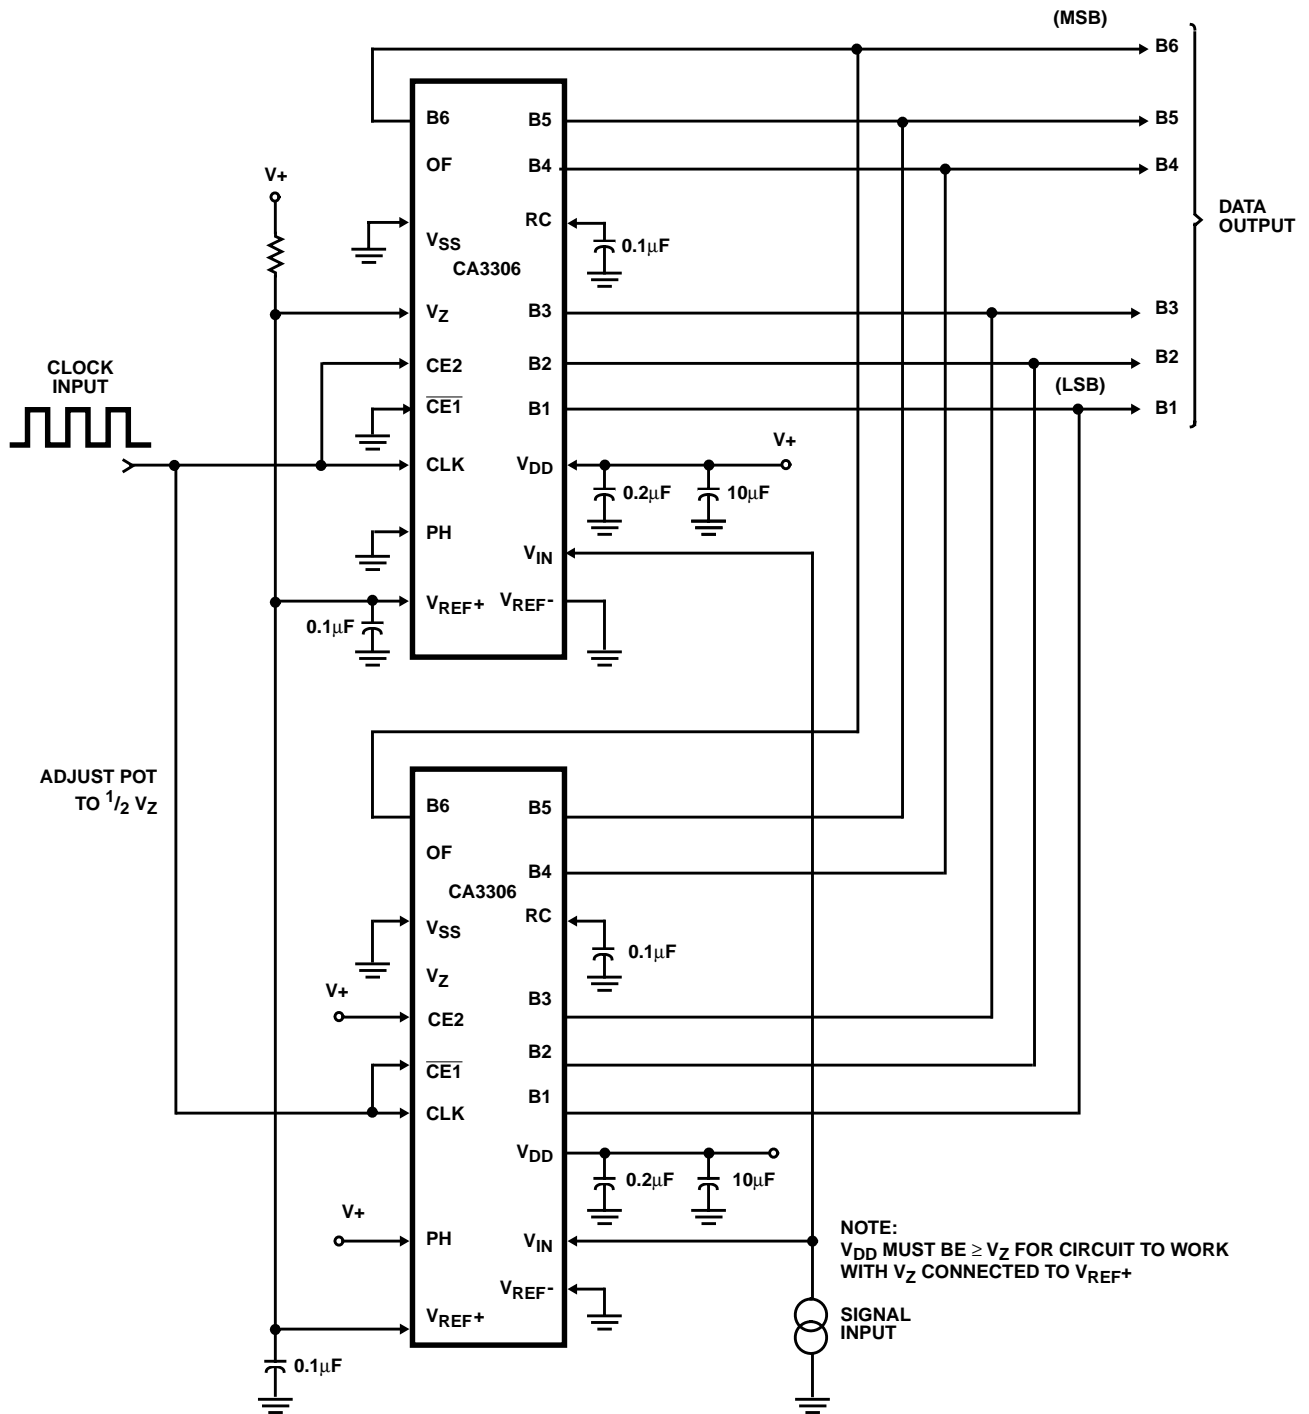 (MSB)
B6
B5
B4
DATA
OUTPUT
B3
B2
(LSB)
B1
B6
B5
OF
B4
V+
RC
0.1µF
VSS
CA3306
VZ
B3
CLOCK
INPUT
CE2
B2
CE1
B1
V+
CLK
VDD
0.2µF
10µF
PH
VIN
VREF+
VREF-
0.1µF
ADJUST POT
TO 1/2 VZ
B6
B5
OF
B4
CA3306
RC
VSS
0.1µF
VZ
V+
B3
CE2
B2
CE1
B1
CLK
VDD
0.2µF
10µF
V+
PH
VIN
NOTE:
VDD MUST BE ≥ VZ FOR CIRCUIT TO WORK
WITH VZ CONNECTED TO VREF+
VREF-
VREF+
SIGNAL
INPUT
0.1µF